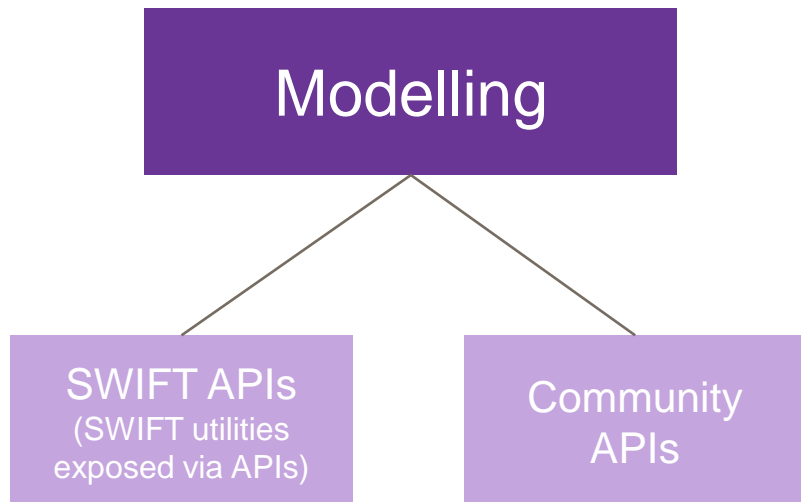 Modelling
SWIFT APIs
(SWIFT utilities
exposed via APIs)
Community
APIs